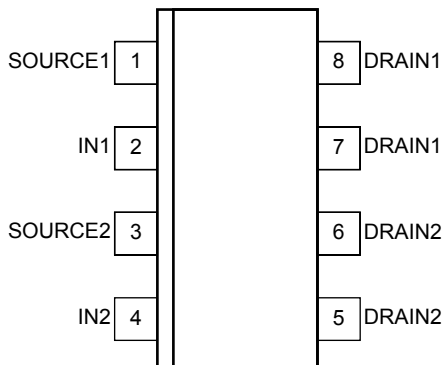 SOURCE1 1 8 DRAIN1
IN1 2 7 DRAIN1
SOURCE2 3 6 DRAIN2
IN2 4 5 DRAIN2